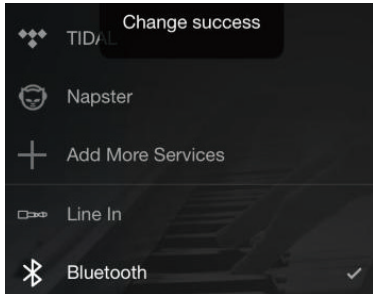 Change success
TIDAL
Napster
Add More Services
Line In
Bluetooth